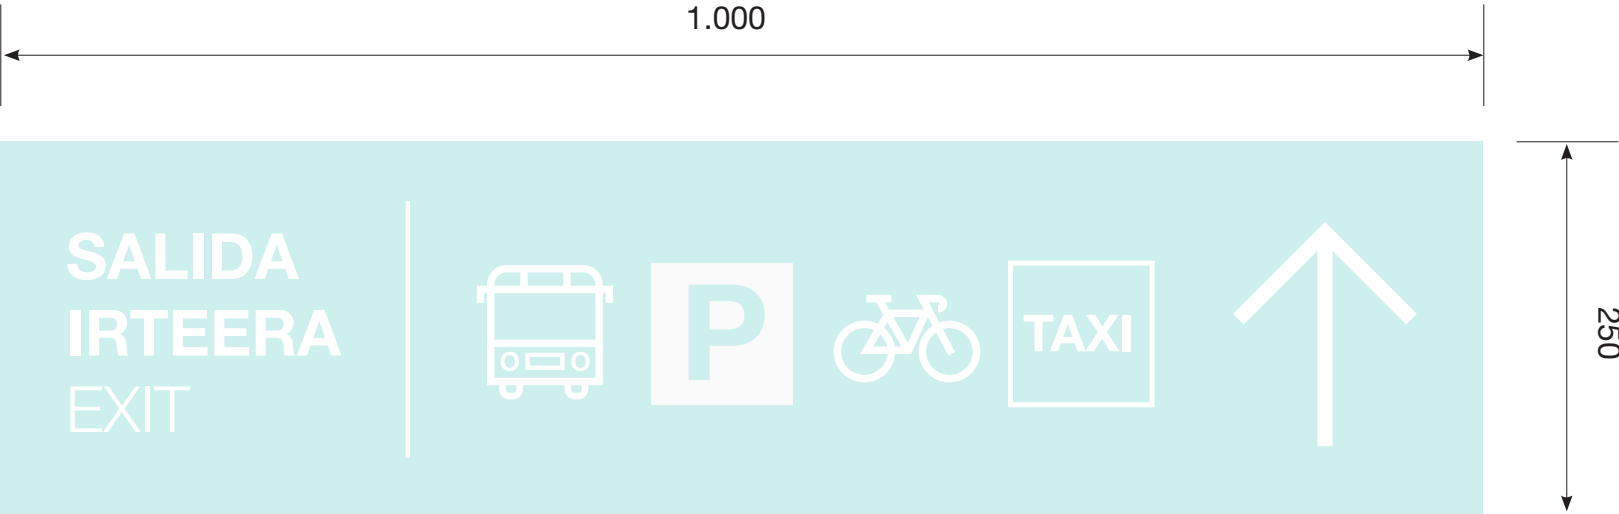 1.000
SALIDA
IRTEERA
EXIT
P
TAXI
250